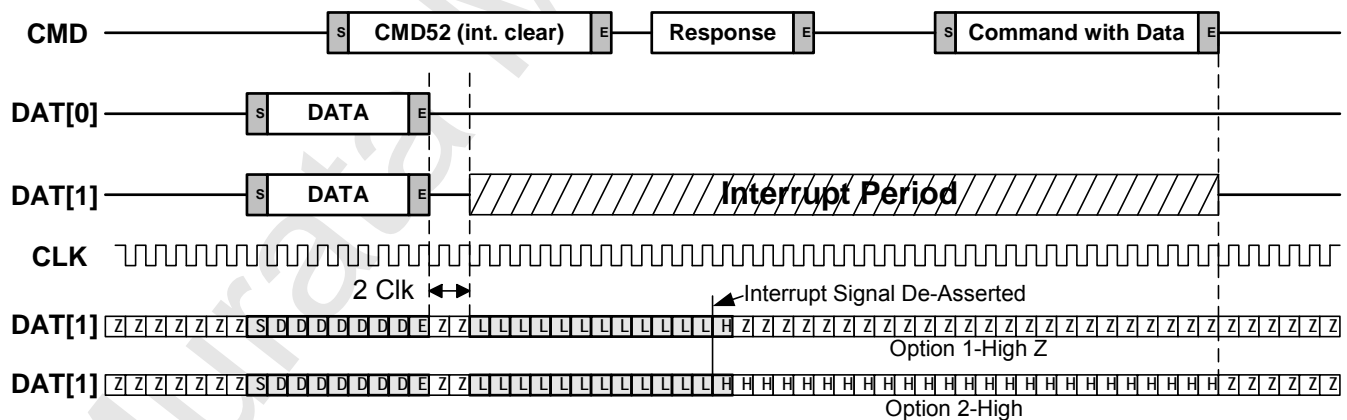 CMD S CMD52 (int. clear) E Response E S Command with Data E
DAT[0] S DATA E
DAT[1] S DATA E Interrupt Period
CLK
2 Clk Interrupt Signal De-Asserted
DAT[1] Z Z Z Z Z Z Z S D D D D D D D E Z Z L L L L L L L L L L L L H Z Z Z Z Z Z Z Z Z Z Z Z Z Z Z Z Z Z Z Z Z Z Z Z Z Z Z Z Z Z
Option 1-High Z
DAT[1] Z Z Z Z Z Z Z S D D D D D D D E Z Z L L L L L L L L L L L L H H H H H H H H H H H H H H H H H H H H H H H H H Z Z Z Z Z Z
Option 2-High
Murata